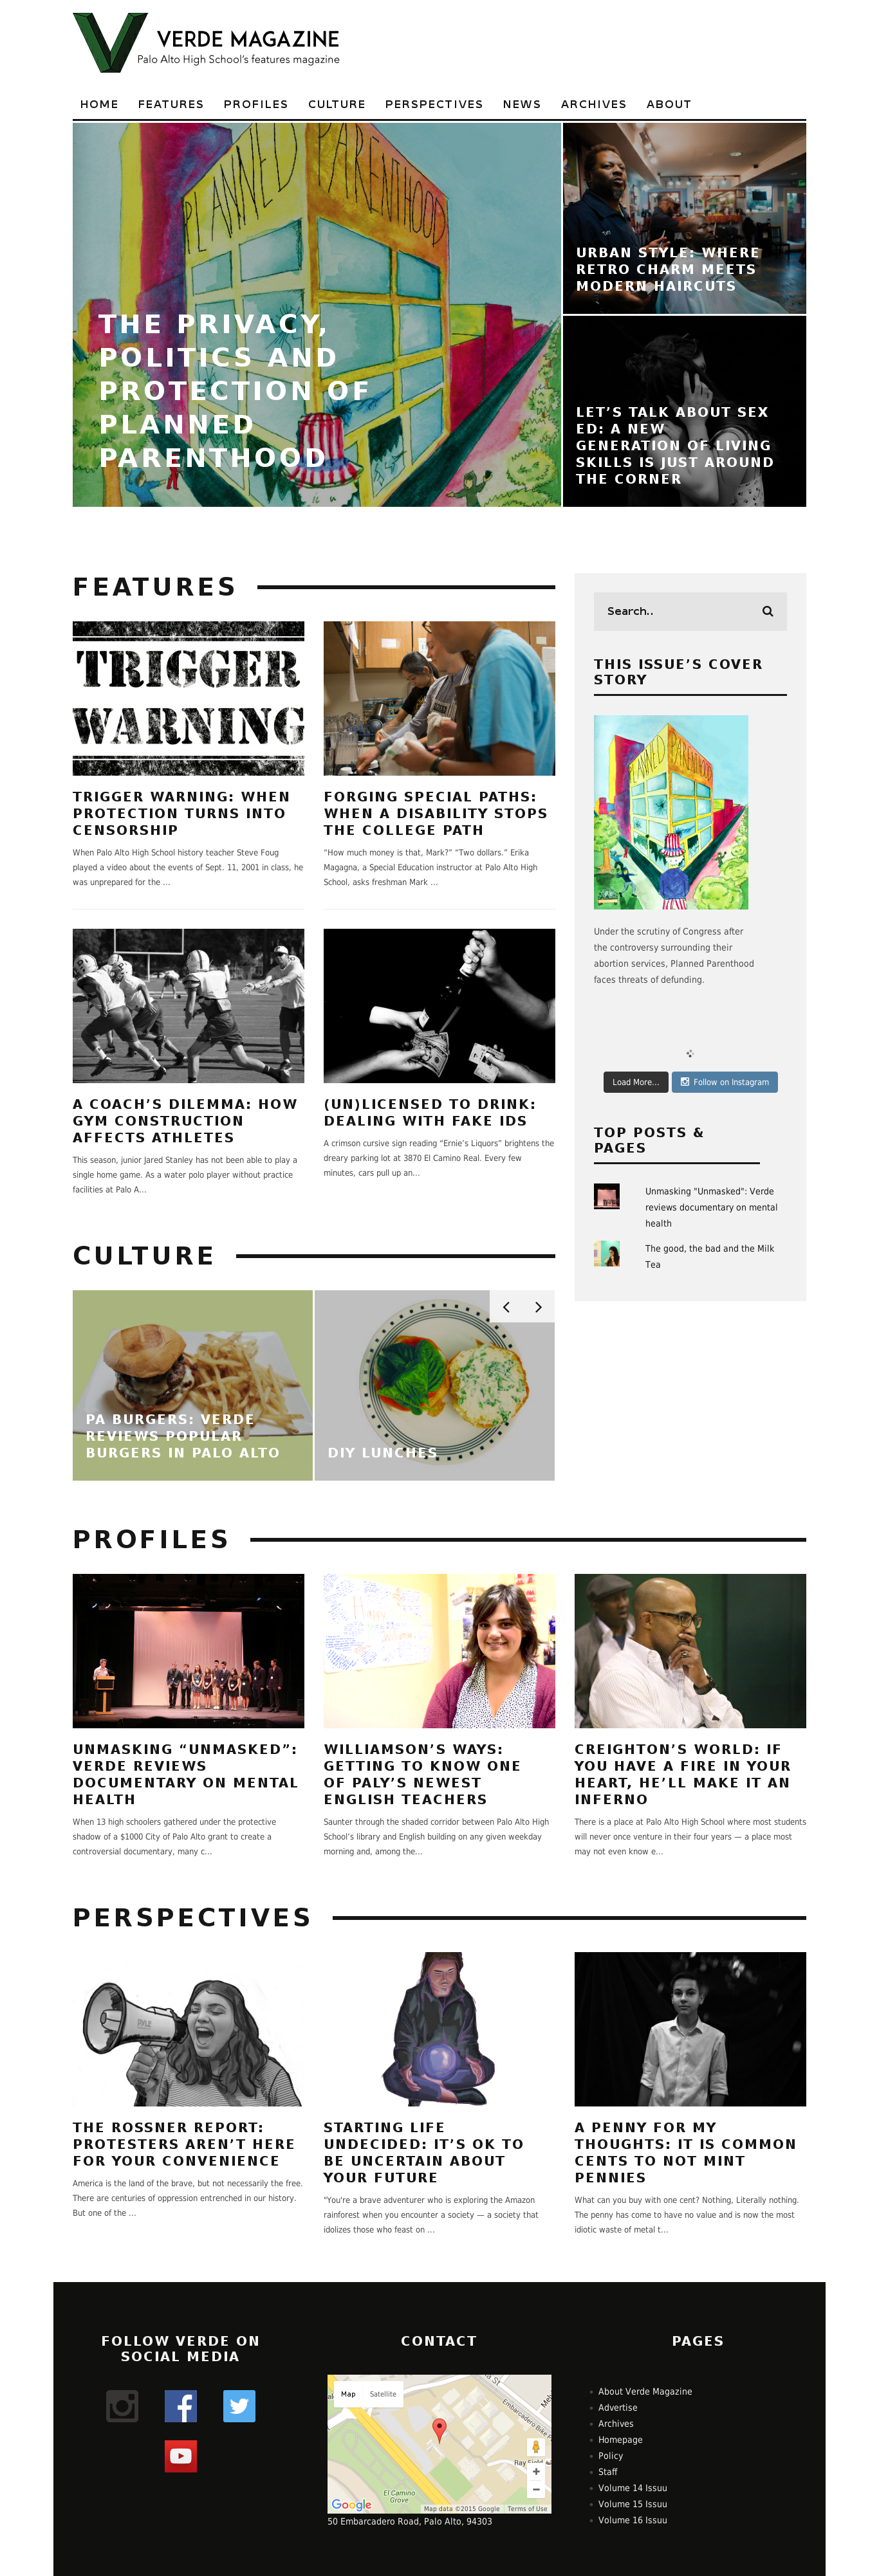 VERDE MAGAZINE
Palo Alto High School's features magazine
HOME FEATURES PROFILES CULTURE PERSPECTIVES NEWS ARCHIVES ABOUT
PLANNED PARENTHOOD
THE PRIVACY,
POLITICS AND
PROTECTION OF
PLANNED
PARENTHOOD
URBAN STYLE: WHERE
RETRO CHARM MEETS
MODERN HAIRCUTS
LET’S TALK ABOUT SEX
ED: A NEW
GENERATION OF LIVING
SKILLS IS JUST AROUND
THE CORNER
FEATURES
TRIGGER
WARNING
TRIGGER WARNING: WHEN
PROTECTION TURNS INTO
CENSORSHIP
When Palo Alto High School history teacher Steve Foug
played a video about the events of Sept. 11, 2001 in class, he
was unprepared for the ...
FORGING SPECIAL PATHS:
WHEN A DISABILITY STOPS
THE COLLEGE PATH
“How much money is that, Mark?” “Two dollars.” Erika
Magagna, a Special Education instructor at Palo Alto High
School, asks freshman Mark ...
A COACH’S DILEMMA: HOW
GYM CONSTRUCTION
AFFECTS ATHLETES
This season, junior Jared Stanley has not been able to play a
single home game. As a water polo player without practice
facilities at Palo A...
(UN)LICENSED TO DRINK:
DEALING WITH FAKE IDS
A crimson cursive sign reading “Ernie’s Liquors” brightens the
dreary parking lot at 3870 El Camino Real. Every few
minutes, cars pull up an...
Search..
THIS ISSUE’S COVER
STORY
PLANNED PARENTHOOD
Under the scrutiny of Congress after
the controversy surrounding their
abortion services, Planned Parenthood
faces threats of defunding.
Load More...
Follow on Instagram
TOP POSTS &
PAGES
Unmasking "Unmasked": Verde
reviews documentary on mental
health
The good, the bad and the Milk
Tea
CULTURE
PA BURGERS: VERDE
REVIEWS POPULAR
BURGERS IN PALO ALTO
DIY LUNCHES
PROFILES
UNMASKING “UNMASKED”:
VERDE REVIEWS
DOCUMENTARY ON MENTAL
HEALTH
When 13 high schoolers gathered under the protective
shadow of a $1000 City of Palo Alto grant to create a
controversial documentary, many c...
WILLIAMSON’S WAYS:
GETTING TO KNOW ONE
OF PALY’S NEWEST
ENGLISH TEACHERS
Saunter through the shaded corridor between Palo Alto High
School’s library and English building on any given weekday
morning and, among the...
CREIGHTON’S WORLD: IF
YOU HAVE A FIRE IN YOUR
HEART, HE’LL MAKE IT AN
INFERNO
There is a place at Palo Alto High School where most students
will never once venture in their four years — a place most
may not even know e...
PERSPECTIVES
THE ROSSNER REPORT:
PROTESTERS AREN’T HERE
FOR YOUR CONVENIENCE
America is the land of the brave, but not necessarily the free.
There are centuries of oppression entrenched in our history.
But one of the ...
STARTING LIFE
UNDECIDED: IT’S OK TO
BE UNCERTAIN ABOUT
YOUR FUTURE
"You're a brave adventurer who is exploring the Amazon
rainforest when you encounter a society — a society that
idolizes those who feast on ...
A PENNY FOR MY
THOUGHTS: IT IS COMMON
CENTS TO NOT MINT
PENNIES
What can you buy with one cent? Nothing, Literally nothing.
The penny has come to have no value and is now the most
idiotic waste of metal t...
FOLLOW VERDE ON
SOCIAL MEDIA
CONTACT
Map Satellite
Embarcadero Bike P
El Camino
Grove
Google
Map data ©2015 Google Terms of Use
50 Embarcadero Road, Palo Alto, 94303
PAGES
About Verde Magazine
Advertise
Archives
Homepage
Policy
Staff
Volume 14 Issuu
Volume 15 Issuu
Volume 16 Issuu